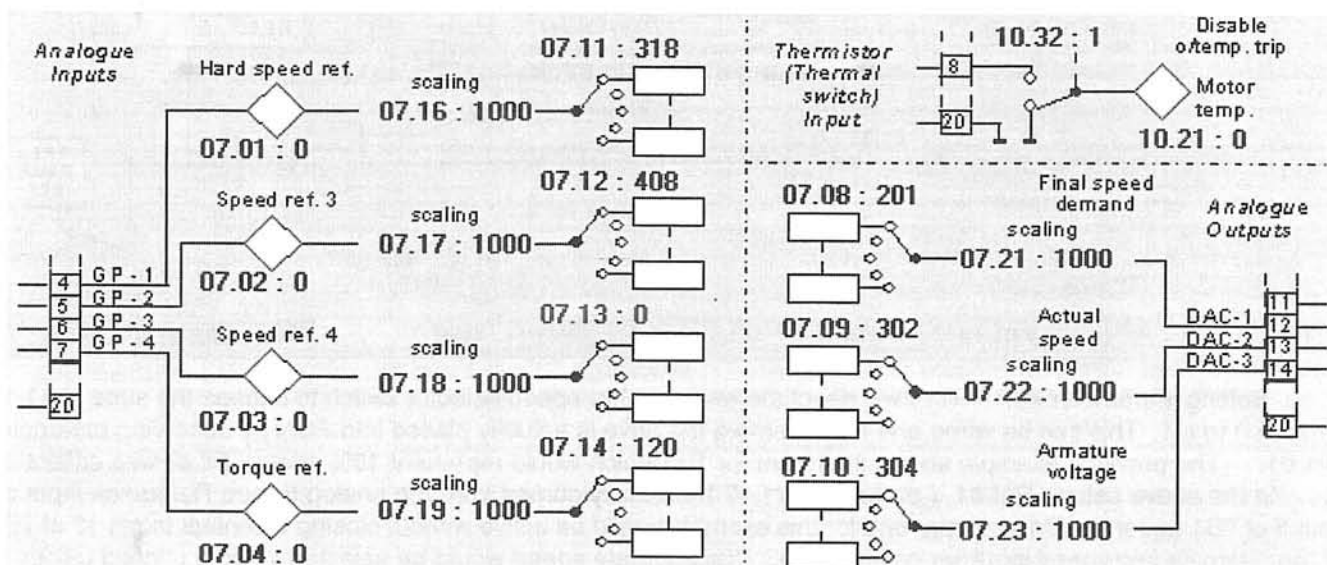 Analogue
Inputs
Hard speed ref.
07.01 : 0
scaling
07.16 : 1000
07.11 : 318
Speed ref. 3
07.02 : 0
scaling
07.17 : 1000
07.12 : 408
4
5
6
7
20
GP-1
GP-2
GP-3
GP-4
Speed ref. 4
07.03 : 0
scaling
07.18 : 1000
07.13 : 0
Torque ref.
07.04 : 0
scaling
07.19 : 1000
07.14 : 120
Thermistor
(Thermal
switch)
Input
8
20
10.32 : 1
Disable
o/temp. trip
Motor
temp.
10.21 : 0
07.08 : 201
Final speed
demand
scaling
07.21 : 1000
Analogue
Outputs
07.09 : 302
Actual
speed
scaling
07.22 : 1000
DAC-1
DAC-2
DAC-3
11
12
13
14
20
07.10 : 304
Armature
voltage
scaling
07.23 : 1000